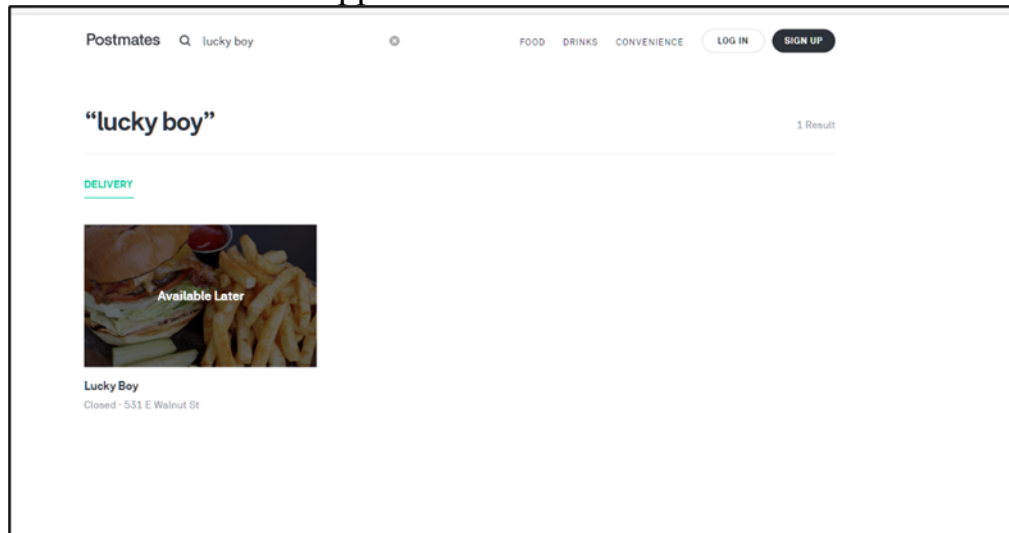 Postmates lucky boy FOOD DRINKS CONVENIENCE LOG IN SIGN UP
“lucky boy” 1 Result
DELIVERY
Available Later
Lucky Boy
Closed · 531 E Walnut St